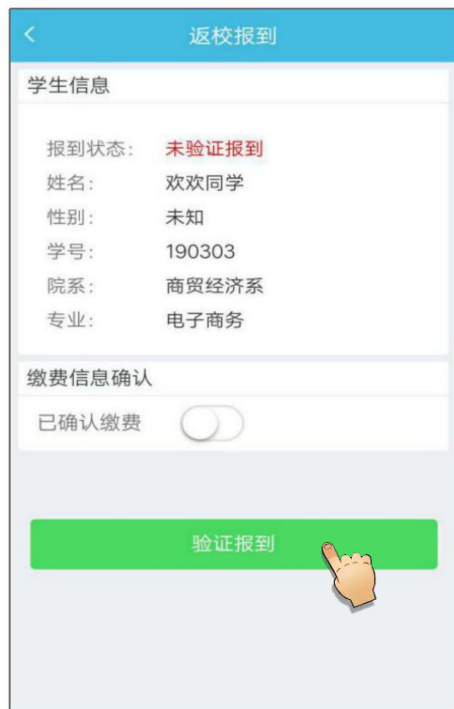 返校报到
学生信息
报到状态: 未验证报到
姓名: 欢欢同学
性别: 未知
学号: 190303
院系: 商贸经济系
专业: 电子商务
缴费信息确认
已确认缴费
验证报到